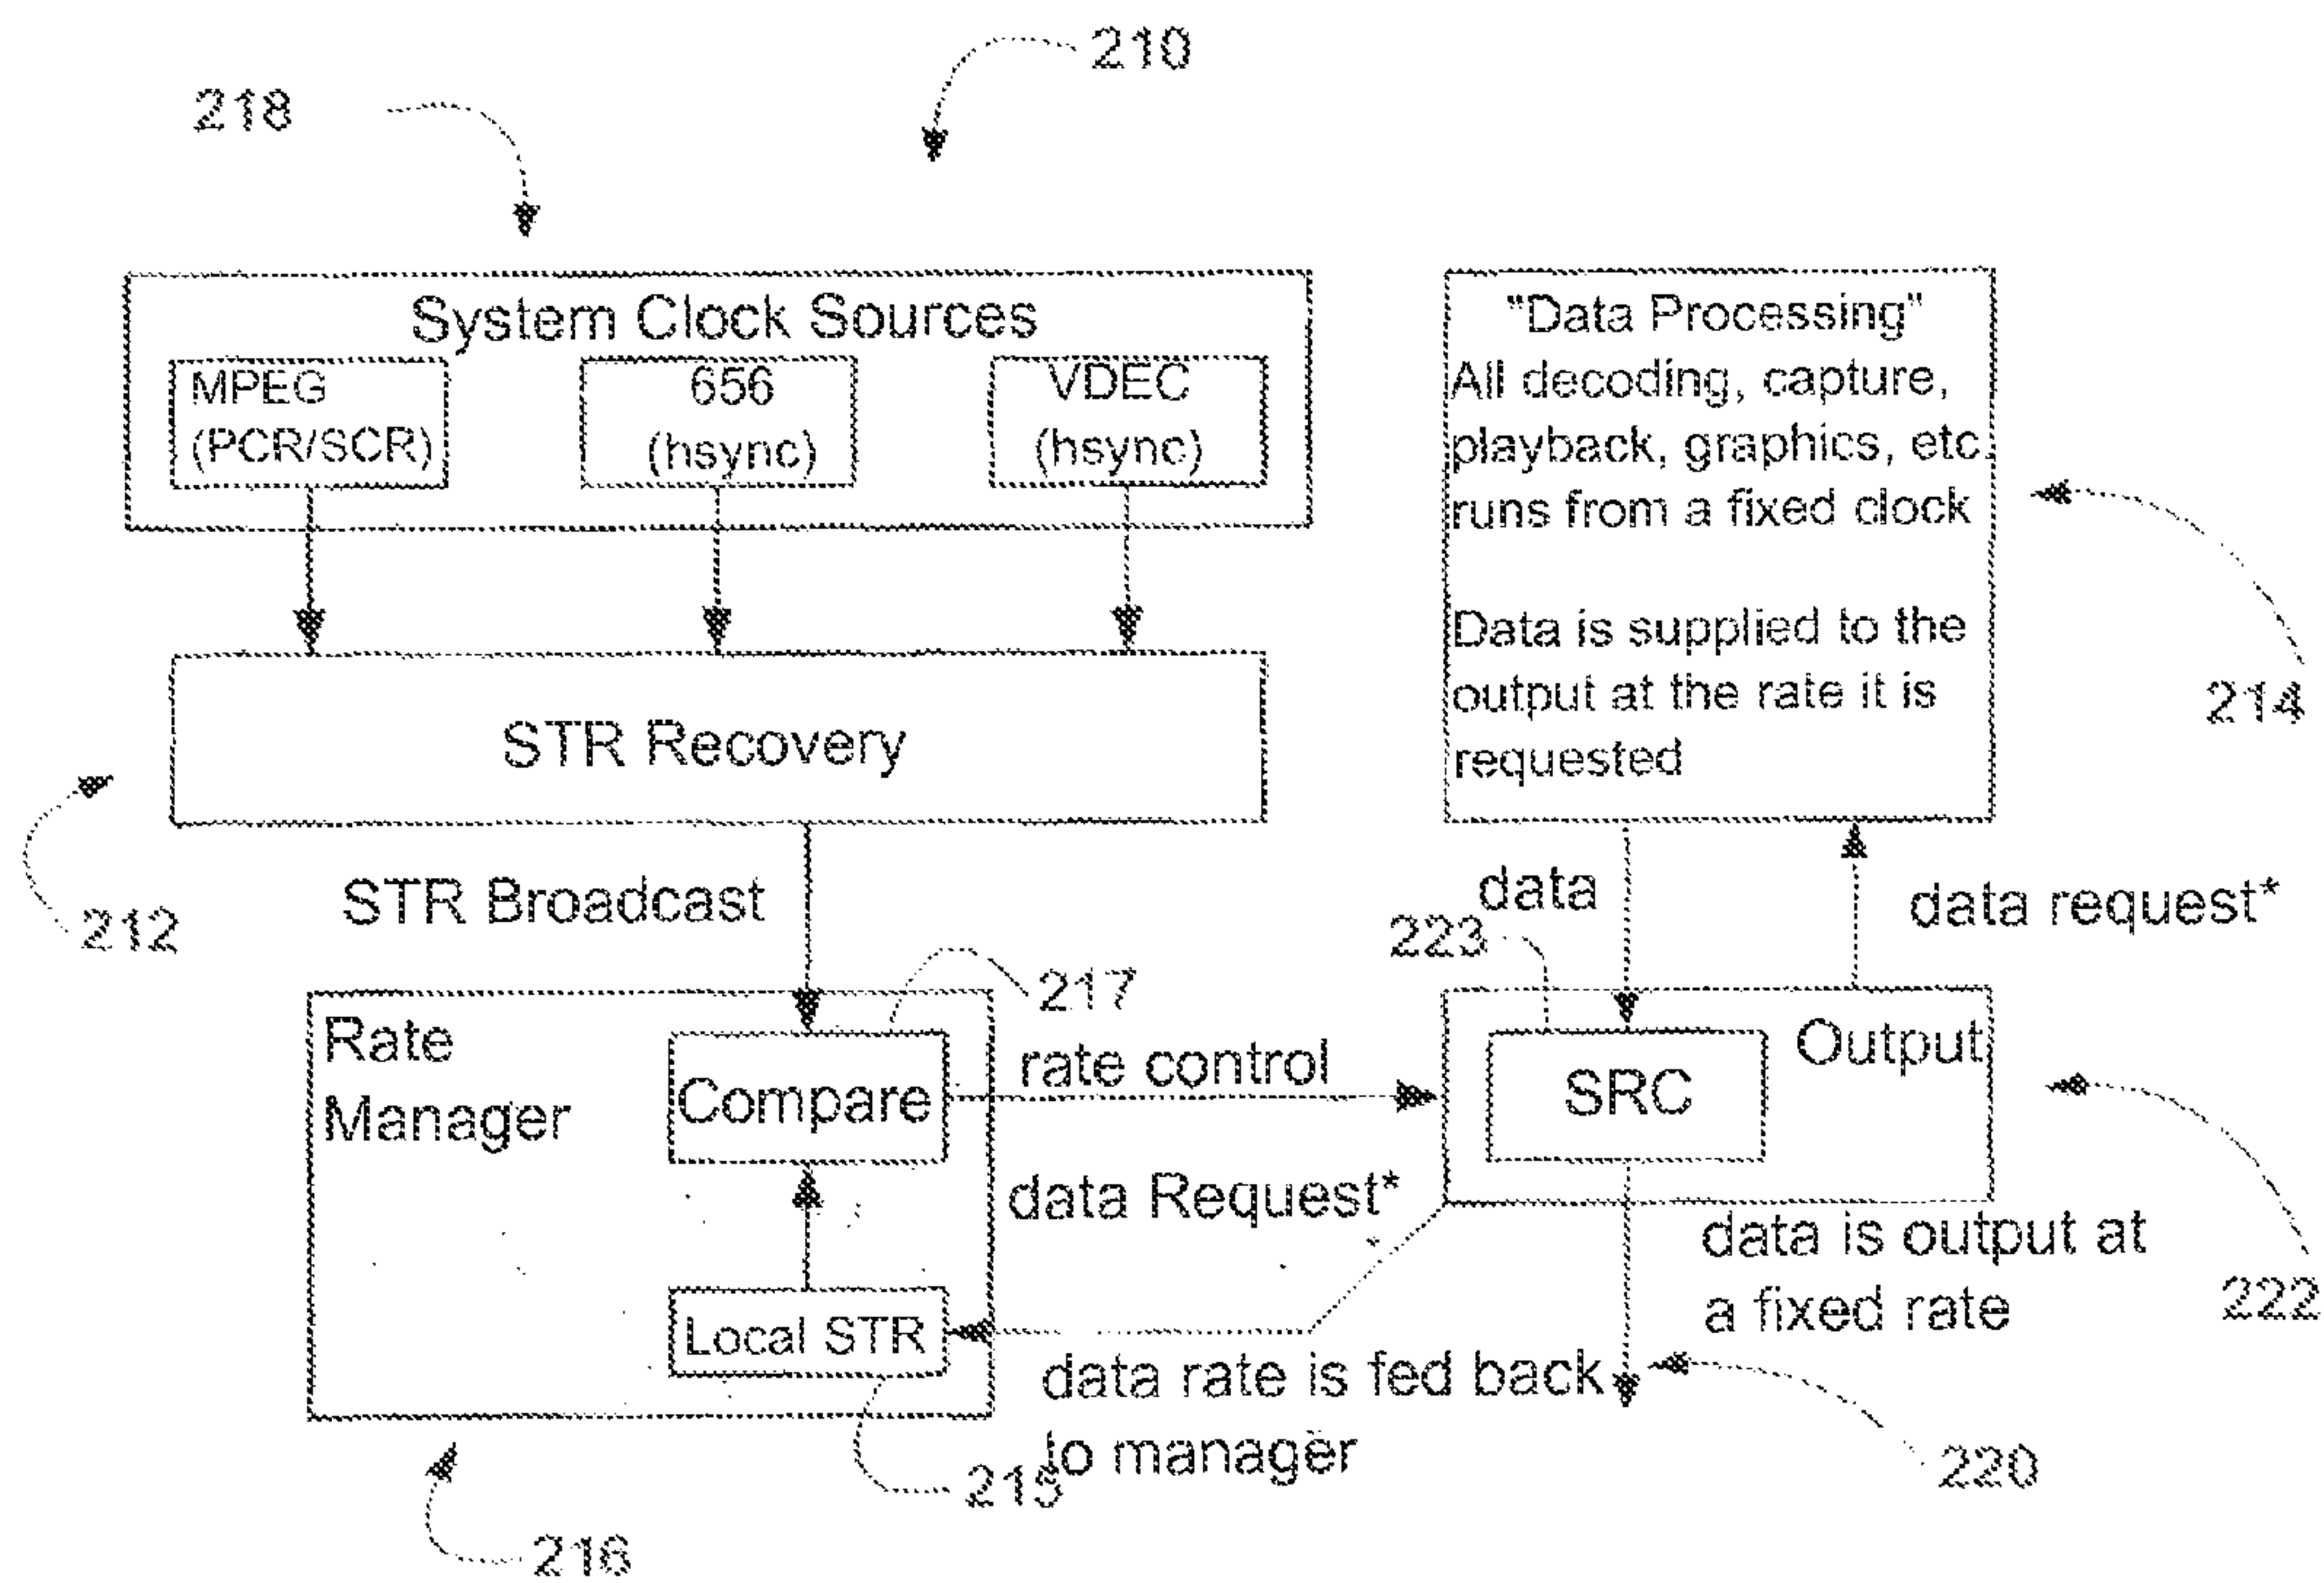 210
218
System Clock Sources
MPEG
(PCR/SCR)
656
(hsync)
VDEC
(hsync)
"Data Processing"
All decoding, capture,
playback, graphics, etc.
runs from a fixed clock
Data is supplied to the
output at the rate it is
requested
214
STR Recovery
212
STR Broadcast
data
data request*
223
217
Rate
Manager
Compare
rate control
SRC
Output
222
data Request*
data is output at
a fixed rate
Local STR
data rate is fed back
to manager
215
220
216